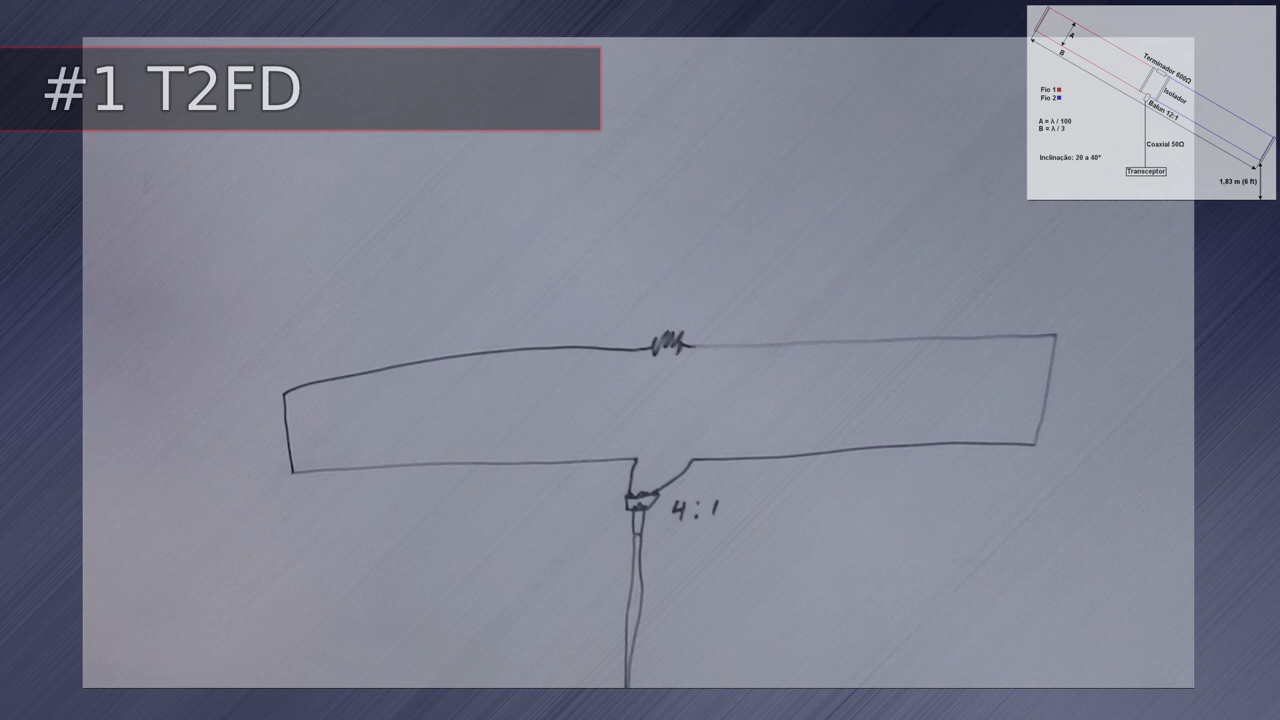 #1 T2FD
A
B
Terminador 600Ω
Isolador
Balun 12:1
Fio 1
Fio 2
A = λ / 100
B = λ / 3
Coaxial 50Ω
Inclinação: 20 a 40°
Transceptor
1,83 m (6 ft)
4:1